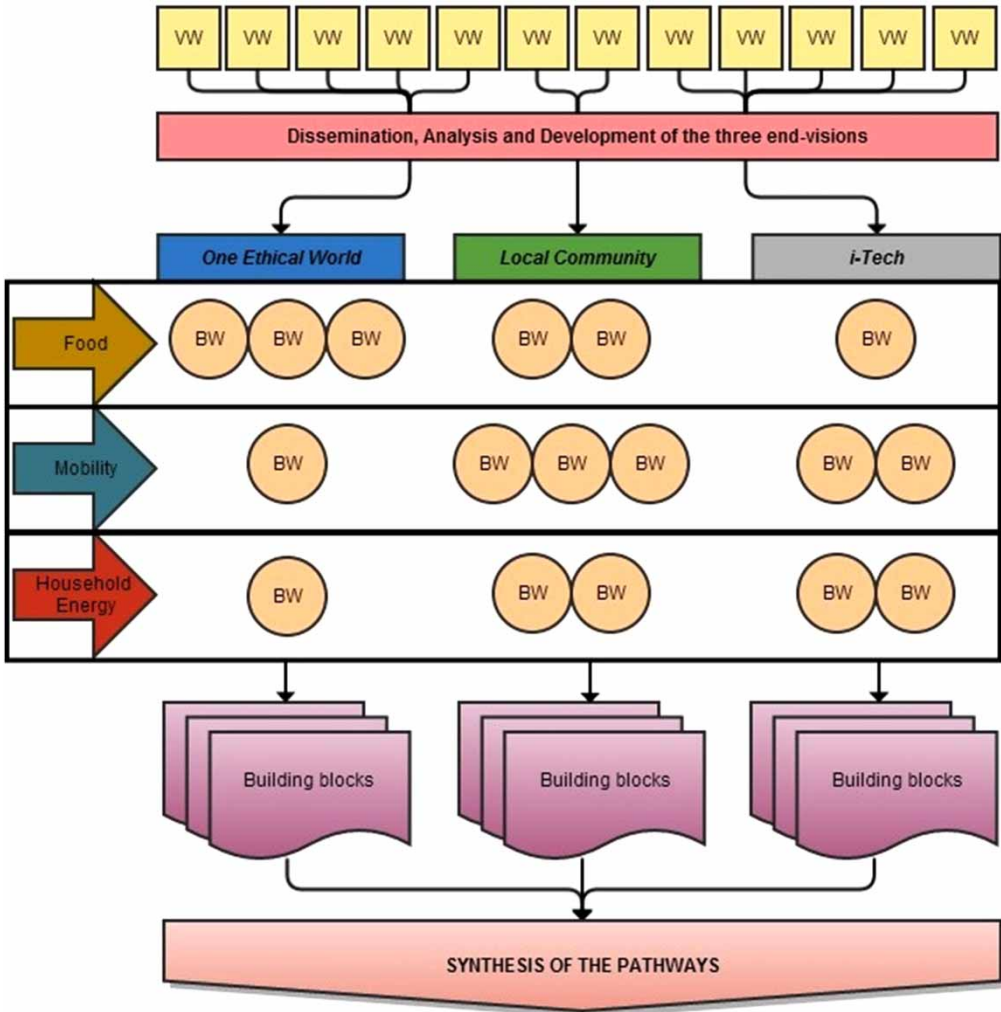 VW VW VW VW VW VW VW VW VW VW VW VW
Dissemination, Analysis and Development of the three end-visions
One Ethical World Local Community i-Tech
Food BW BW BW BW BW BW
Mobility BW BW BW BW BW BW
Household
Energy BW BW BW BW BW
Building blocks Building blocks Building blocks
SYNTHESIS OF THE PATHWAYS